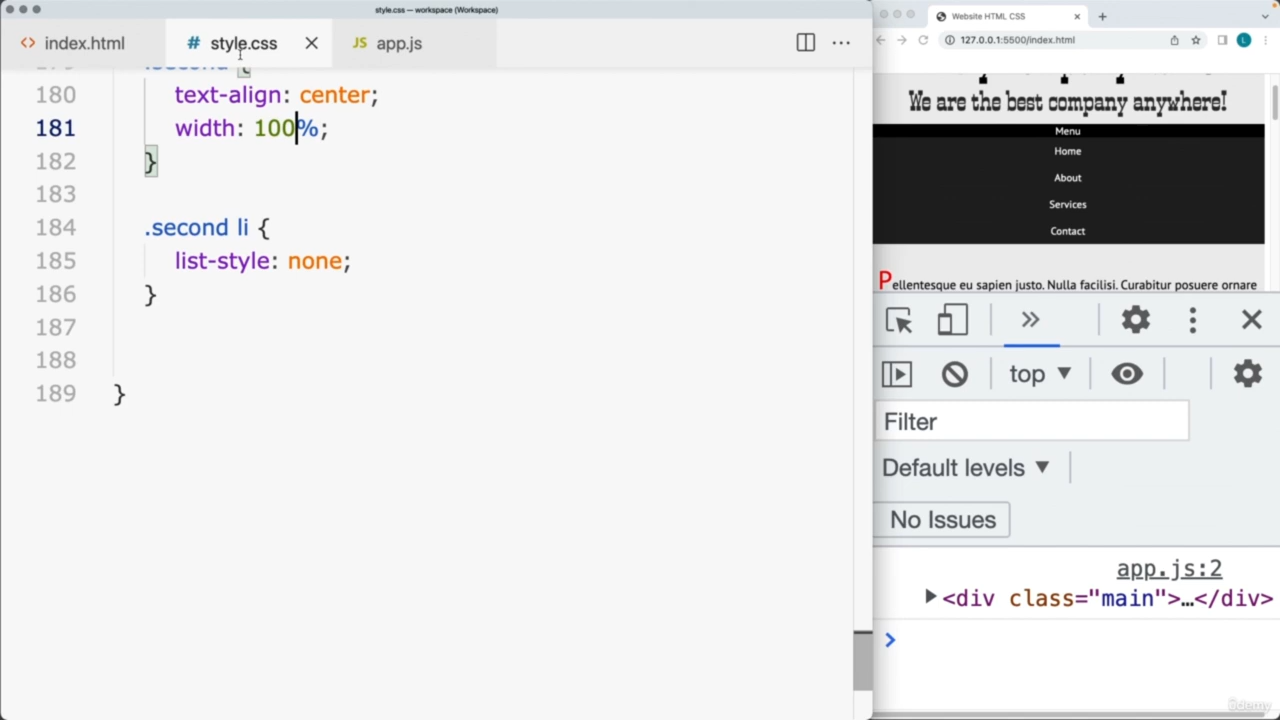 style.css — workspace (Workspace)
index.html
style.css
app.js
180 text-align: center;
181 width: 100%;
182 }
183
184 .second li {
185 list-style: none;
186 }
187
188
189 }
Website HTML CSS
127.0.0.1:5500/index.html
L
We are the best company anywhere!
Menu
Home
About
Services
Contact
Pellentesque eu sapien justo. Nulla facilisi. Curabitur posuere ornare
top
Filter
Default levels
No Issues
app.js:2
<div class="main">…</div>
ûdemy